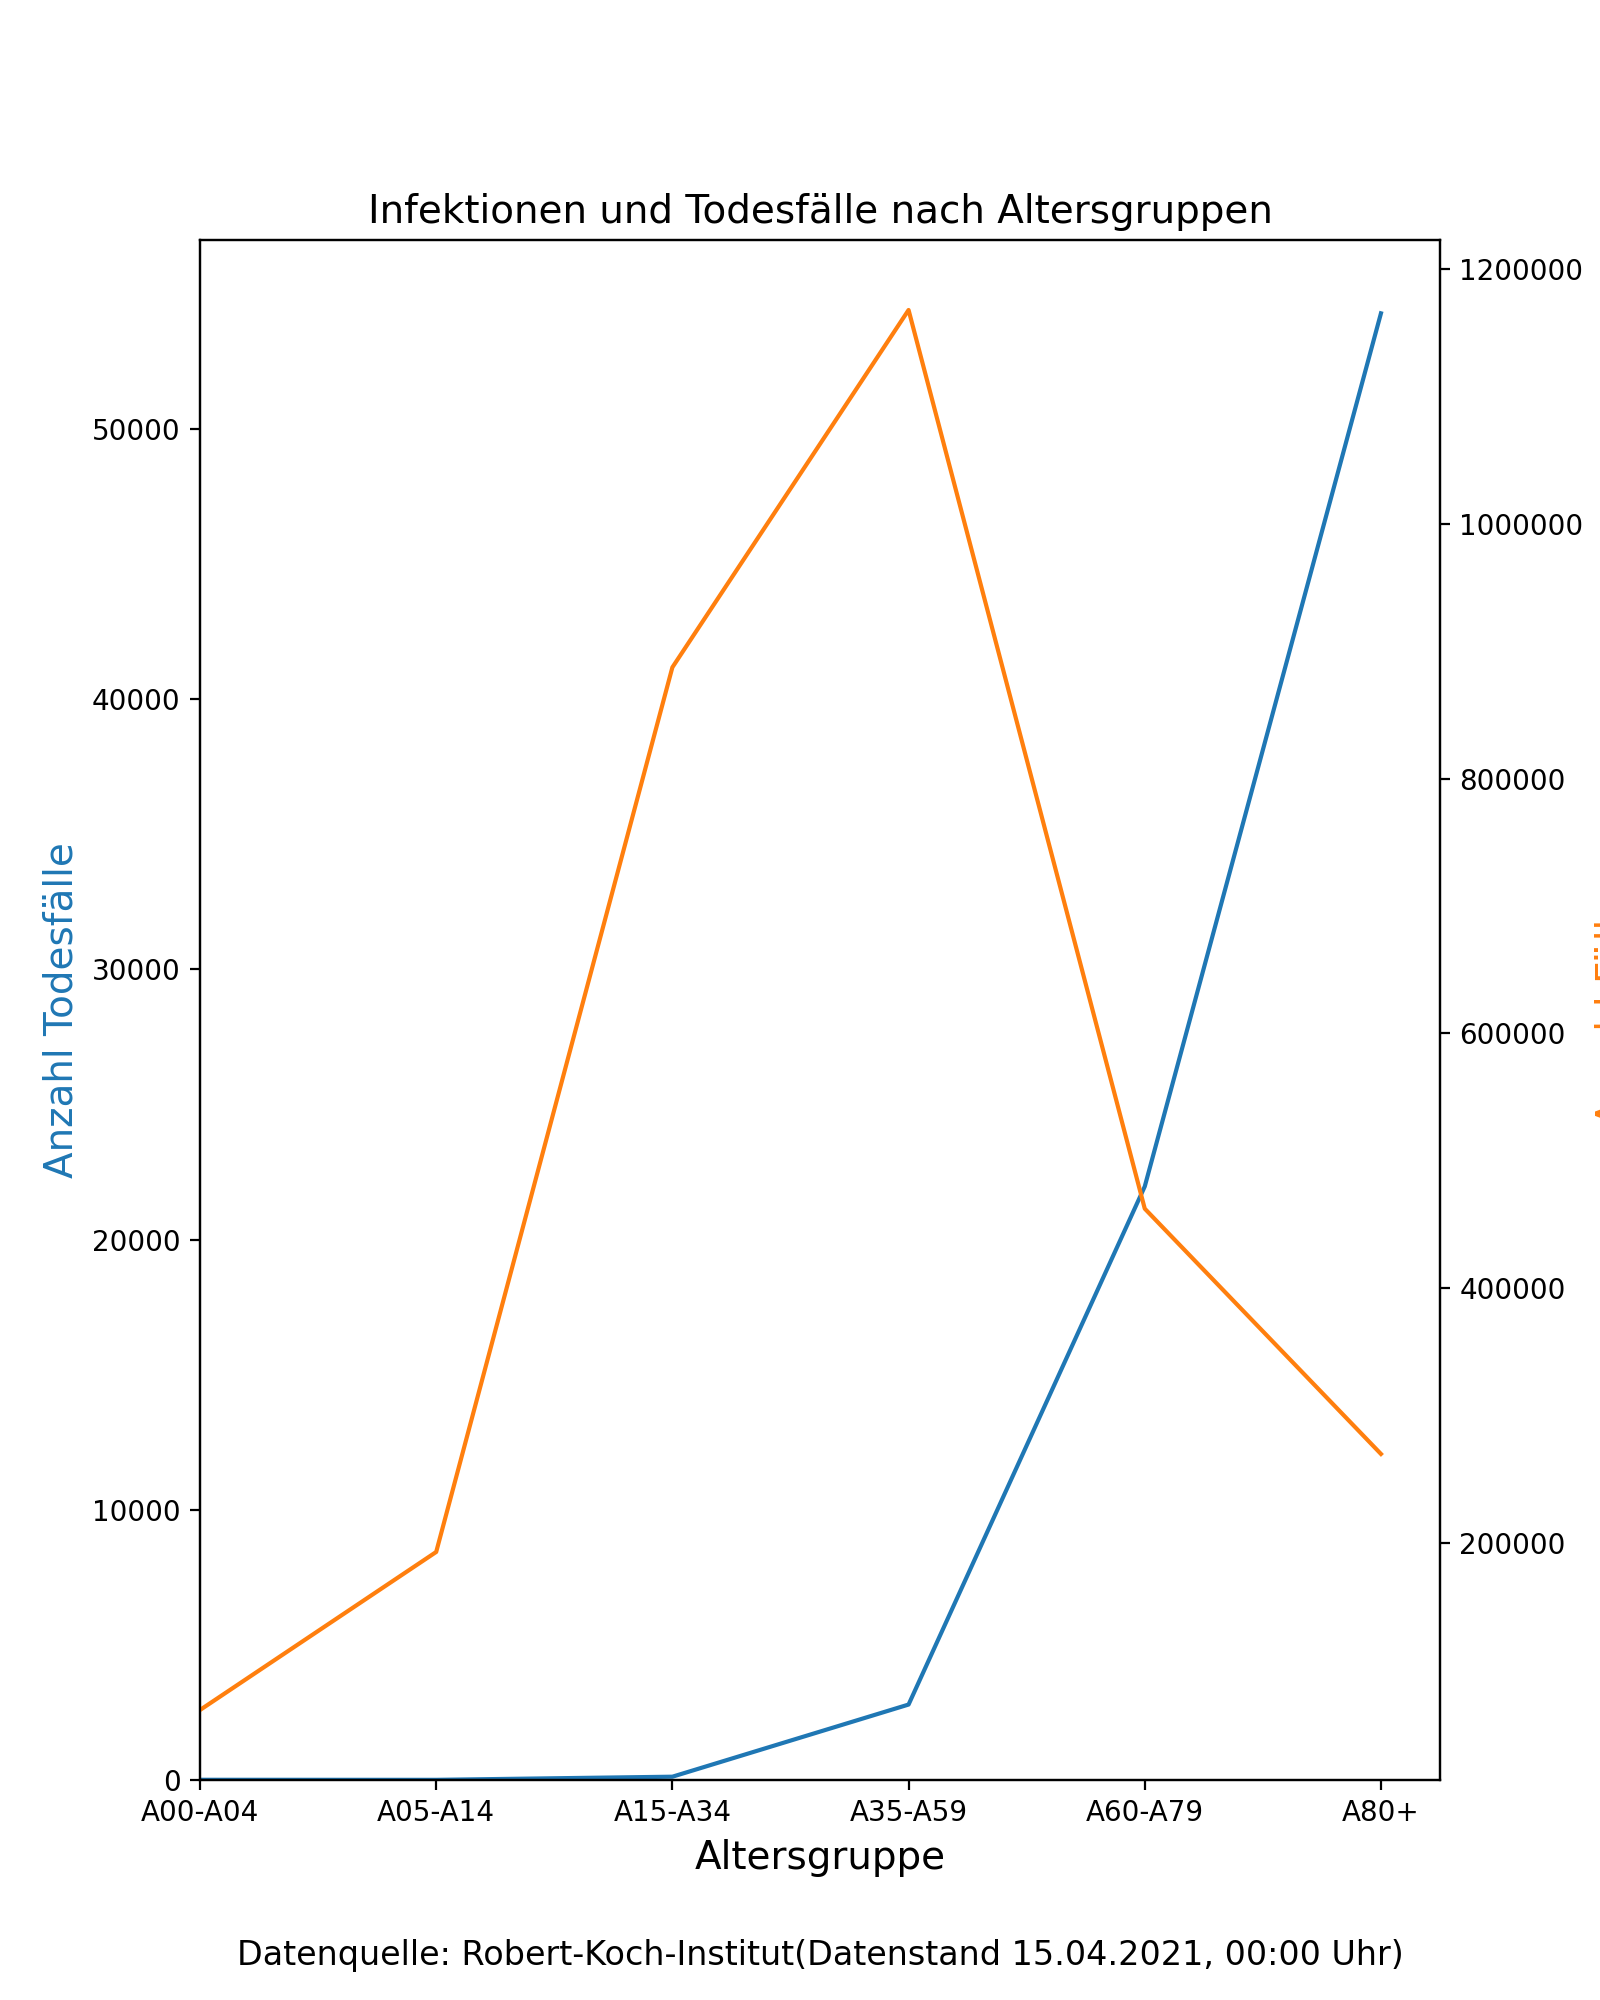 Infektionen und Todesfälle nach Altersgruppen
1200000
1000000
800000
600000
400000
200000
50000
40000
30000
20000
10000
0
Anzahl Todesfälle
A00-A04 A05-A14 A15-A34 A35-A59 A60-A79 A80+
Altersgruppe
Datenquelle: Robert-Koch-Institut(Datenstand 15.04.2021, 00:00 Uhr)